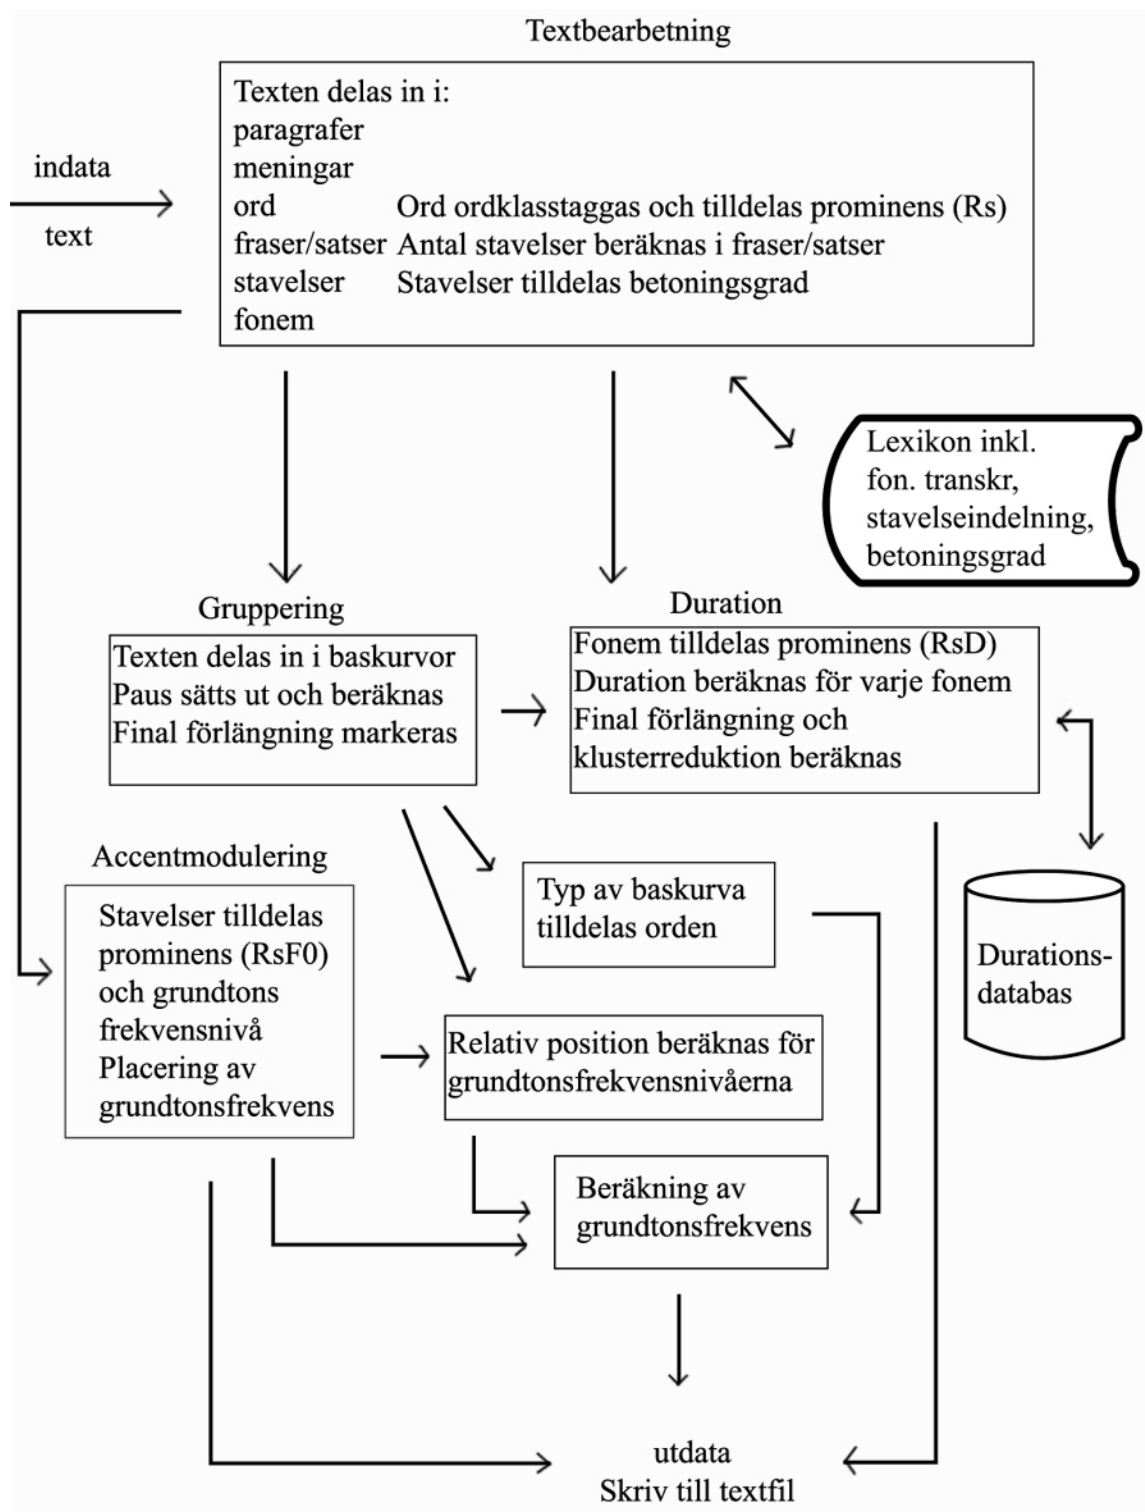 Textbearbetning
Texten delas in i:
paragrafer
meningar
indata
ord Ord ordklasstaggas och tilldelas prominens (Rs)
text
fraser/satser Antal stavelser beräknas i fraser/satser
stavelser Stavelser tilldelas betoningsgrad
fonem
Lexikon inkl.
fon. transkr,
stavelseindelning,
betoningsgrad
Gruppering
Texten delas in i baskurvor
Paus sätts ut och beräknas
Final förlängning markeras
Duration
Fonem tilldelas prominens (RsD)
Duration beräknas för varje fonem
Final förlängning och
klusterreduktion beräknas
Accentmodulering
Stavelser tilldelas
prominens (RsF0)
och grundtons
frekvensnivå
Placering av
grundtonsfrekvens
Typ av baskurva
tilldelas orden
Durations-
databas
Relativ position beräknas för
grundtonsfrekvensnivåerna
Beräkning av
grundtonsfrekvens
utdata
Skriv till textfil